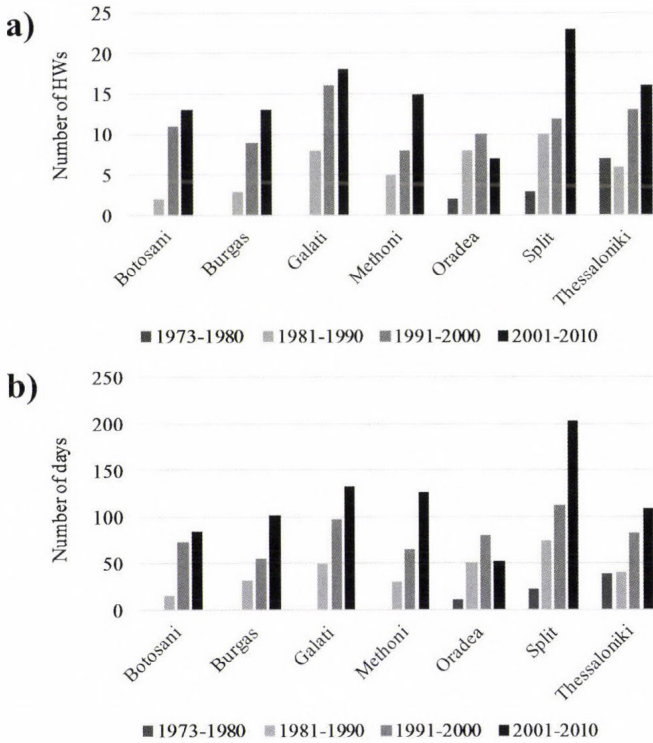 a)
Number of HWs
25
20
15
10
5
0
Botosani
Burgas
Galati
Methoni
Oradea
Split
Thessaloniki
1973-1980 1981-1990 1991-2000 2001-2010
b)
Number of days
250
200
150
100
50
0
Botosani
Burgas
Galati
Methoni
Oradea
Split
Thessaloniki
1973-1980 1981-1990 1991-2000 2001-2010